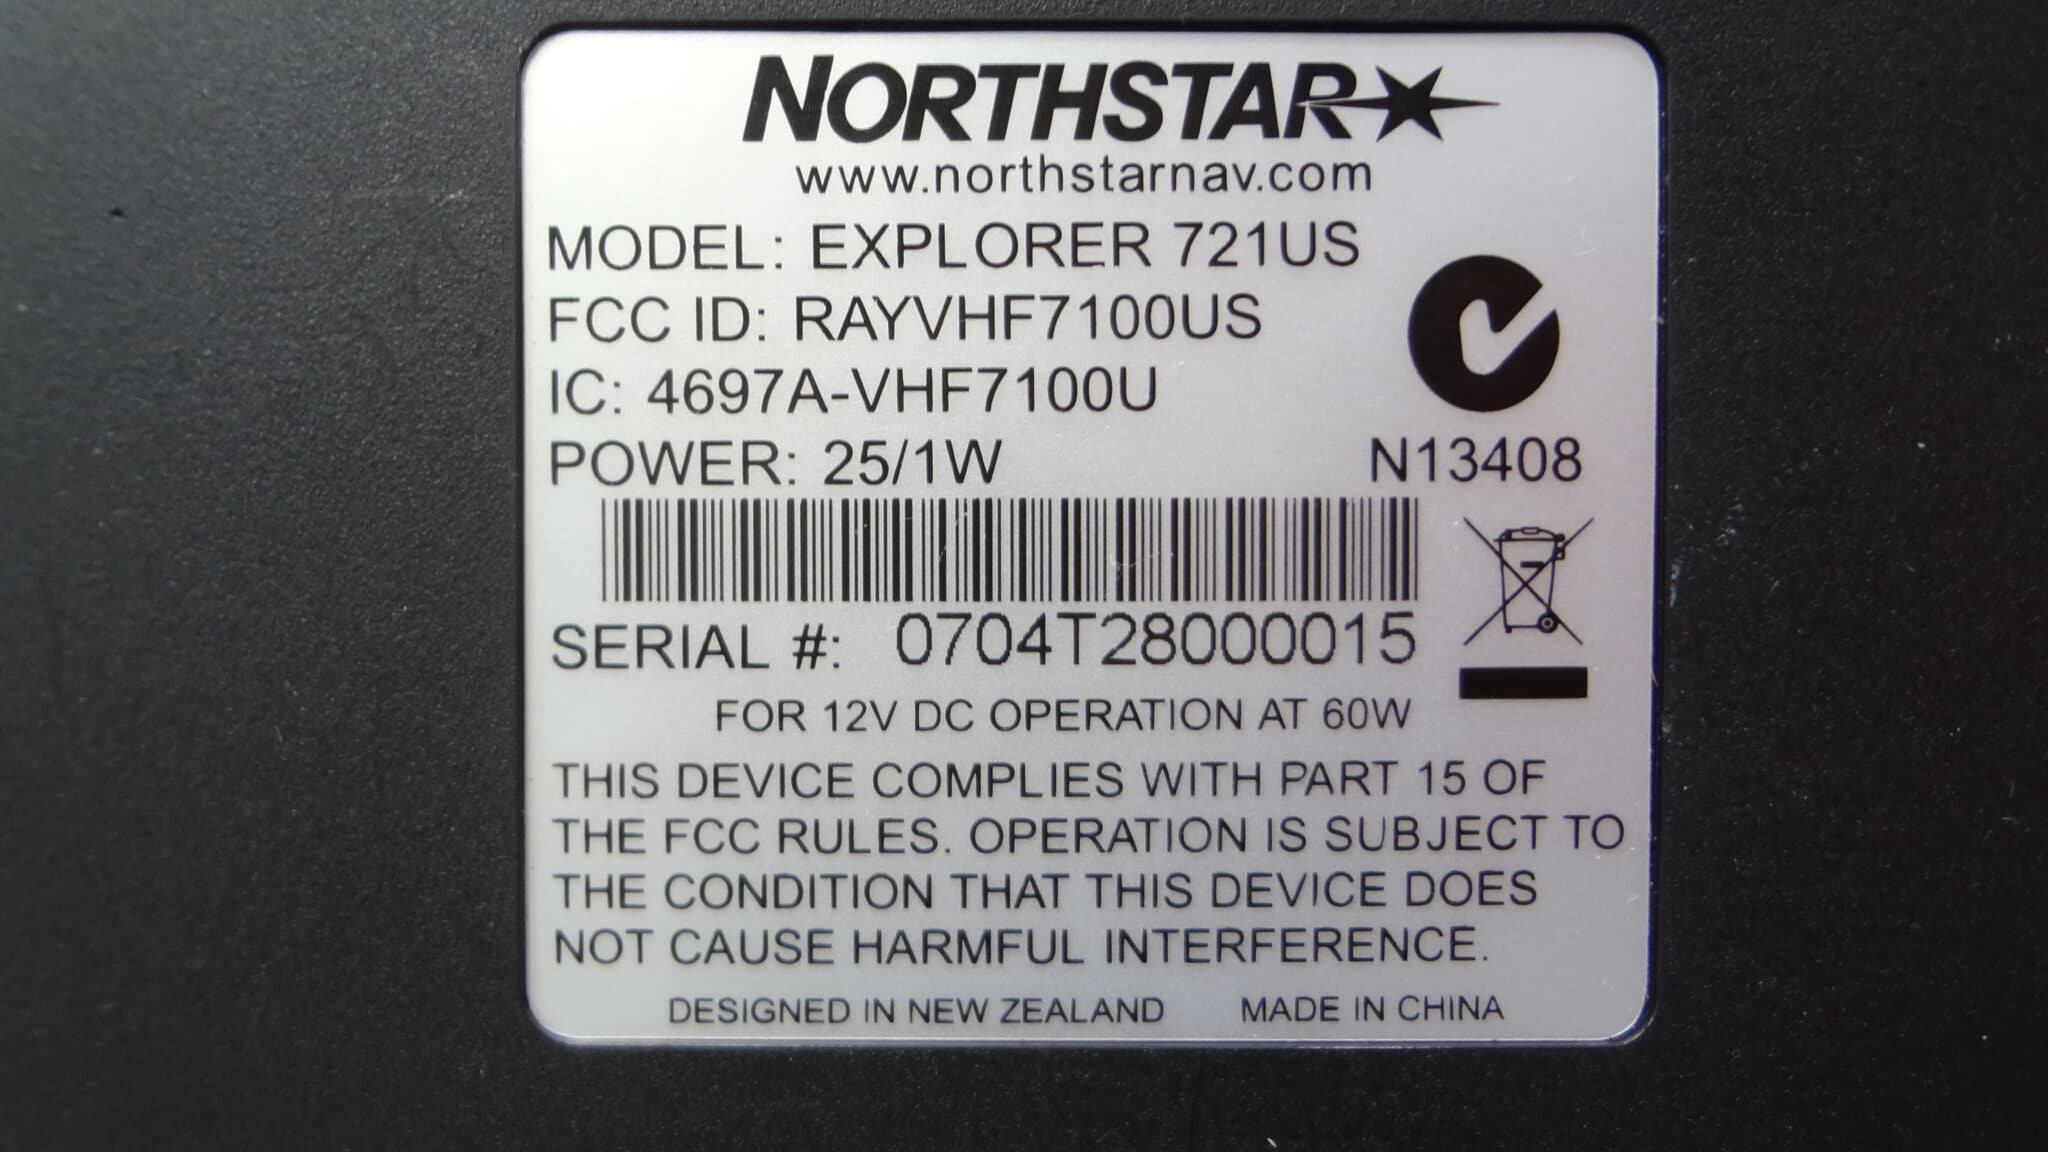 NORTHSTAR
www.northstarnav.com
MODEL: EXPLORER 721US
FCC ID: RAYVHF7100US
IC: 4697A-VHF7100U
POWER: 25/1W
N13408
SERIAL #: 0704T28000015
FOR 12V DC OPERATION AT 60W
THIS DEVICE COMPLIES WITH PART 15 OF
THE FCC RULES. OPERATION IS SUBJECT TO
THE CONDITION THAT THIS DEVICE DOES
NOT CAUSE HARMFUL INTERFERENCE.
DESIGNED IN NEW ZEALAND MADE IN CHINA